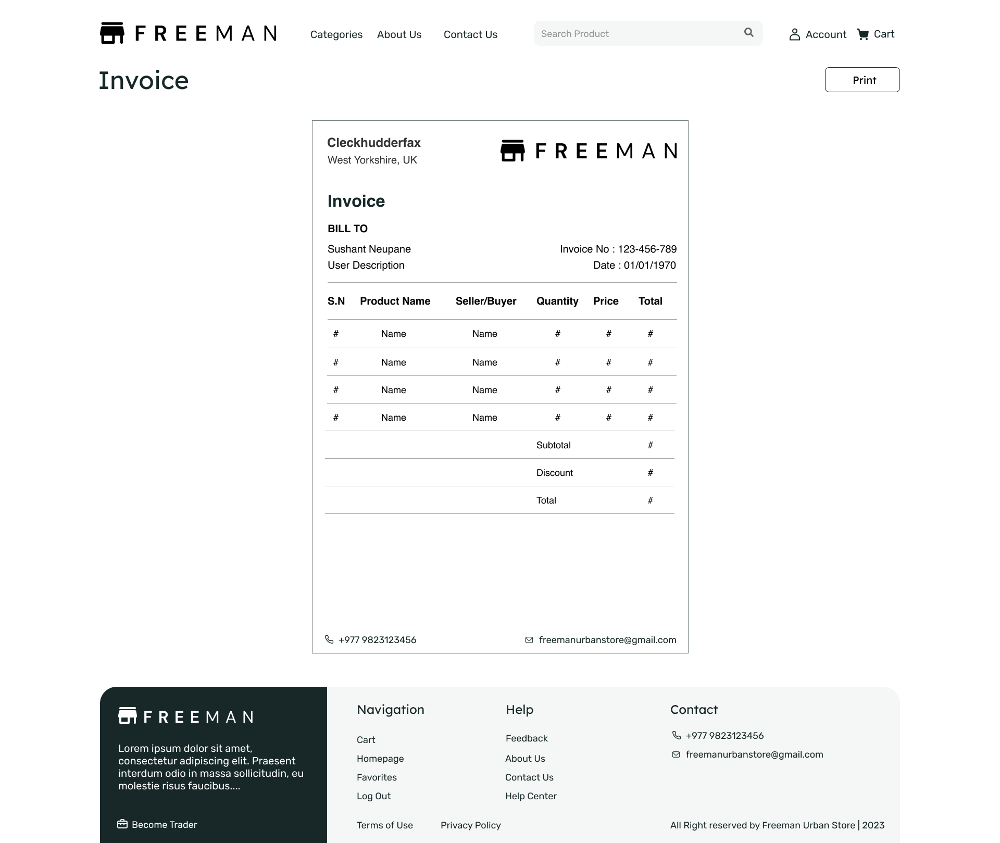 FREEMAN Categories About Us Contact Us Search Product Account Cart
Invoice Print
Cleckhudderfax FREEMAN
West Yorkshire, UK
Invoice
BILL TO
Sushant Neupane Invoice No : 123-456-789
User Description Date : 01/01/1970
S.N Product Name Seller/Buyer Quantity Price Total
# Name Name # # #
# Name Name # # #
# Name Name # # #
# Name Name # # #
Subtotal #
Discount #
Total #
+977 9823123456 freemanurbanstore@gmail.com
FREEMAN
Lorem ipsum dolor sit amet,
consectetur adipiscing elit. Praesent
interdum odio in massa sollicitudin, eu
molestie risus faucibus....
Become Trader
Navigation
Cart
Homepage
Favorites
Log Out
Help
Feedback
About Us
Contact Us
Help Center
Contact
+977 9823123456
freemanurbanstore@gmail.com
Terms of Use Privacy Policy All Right reserved by Freeman Urban Store | 2023